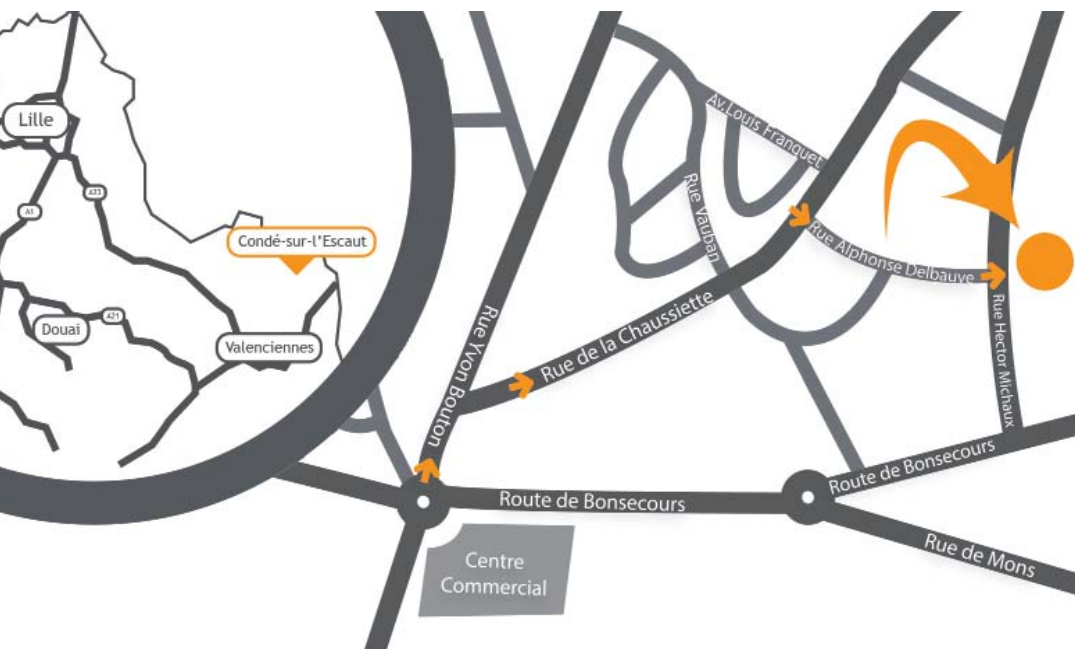 Lille
A23
A1
Condé-sur-l'Escaut
Douai
A21
Valenciennes
Av.Louis Franquet
Rue Vauban
Rue Alphonse Delbauve
Rue Yvon Bouton
Rue de la Chaussiette
Rue Hector Michaux
Route de Bonsecours
Route de Bonsecours
Rue de Mons
Centre
Commercial